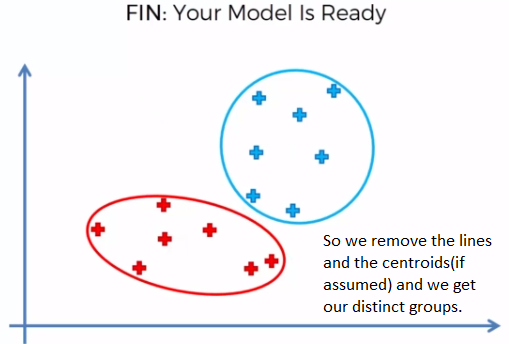 FIN: Your Model Is Ready
So we remove the lines
and the centroids(if
assumed) and we get
our distinct groups.